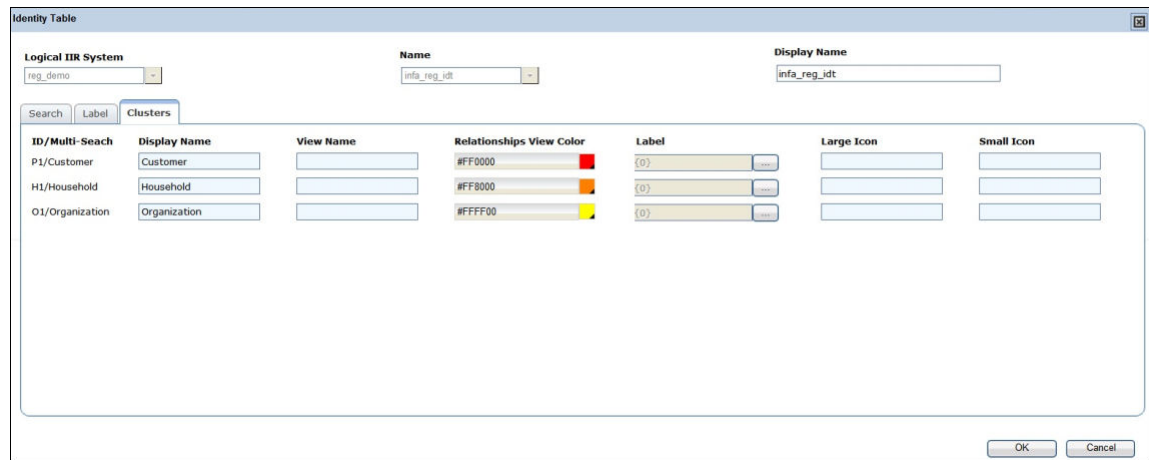 Identity Table
Logical IIR System Name Display Name
reg_demo infa_reg_idt infa_reg_idt
Search Label Clusters
ID/Multi-Seach Display Name View Name Relationships View Color Label Large Icon Small Icon
P1/Customer Customer #FF0000 {0} ...
H1/Household Household #FF8000 {0} ...
O1/Organization Organization #FFFF00 {0} ...
OK Cancel